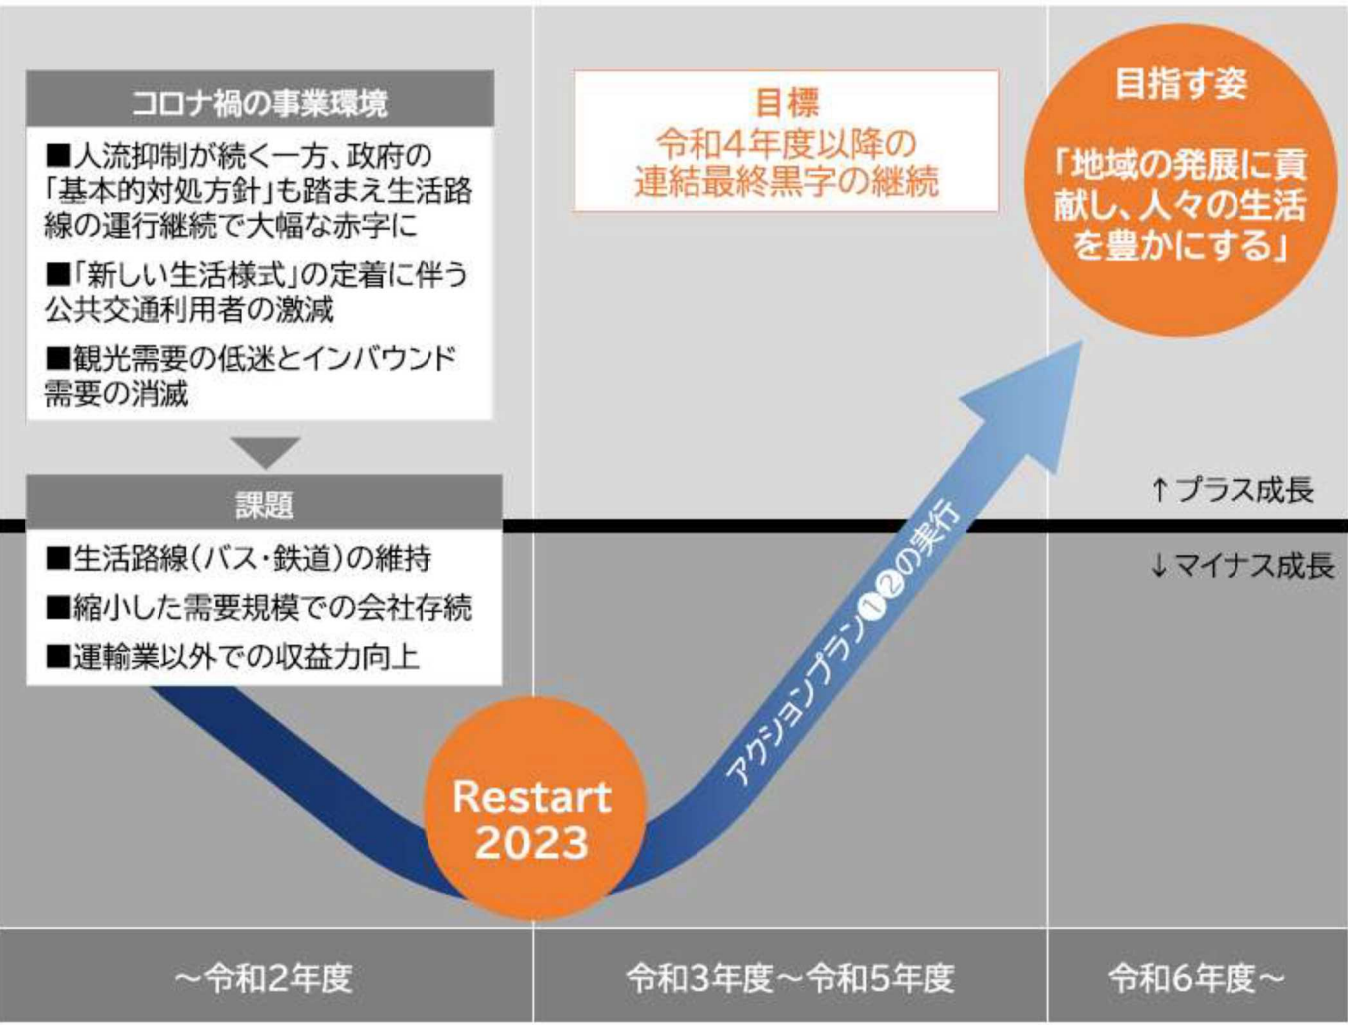 コロナ禍の事業環境
■人流抑制が続く一方、政府の
「基本的対処方針」も踏まえ生活路
線の運行継続で大幅な赤字に
■「新しい生活様式」の定着に伴う
公共交通利用者の激減
■観光需要の低迷とインバウンド
需要の消滅
課題
■生活路線(バス・鉄道)の維持
■縮小した需要規模での会社存続
■運輸業以外での収益力向上
目標
令和4年度以降の
連結最終黒字の継続
目指す姿
「地域の発展に貢
献し、人々の生活
を豊かにする」
↑プラス成長
↓マイナス成長
アクションプラン❶❷の実行
Restart
2023
～令和2年度
令和3年度～令和5年度
令和6年度～